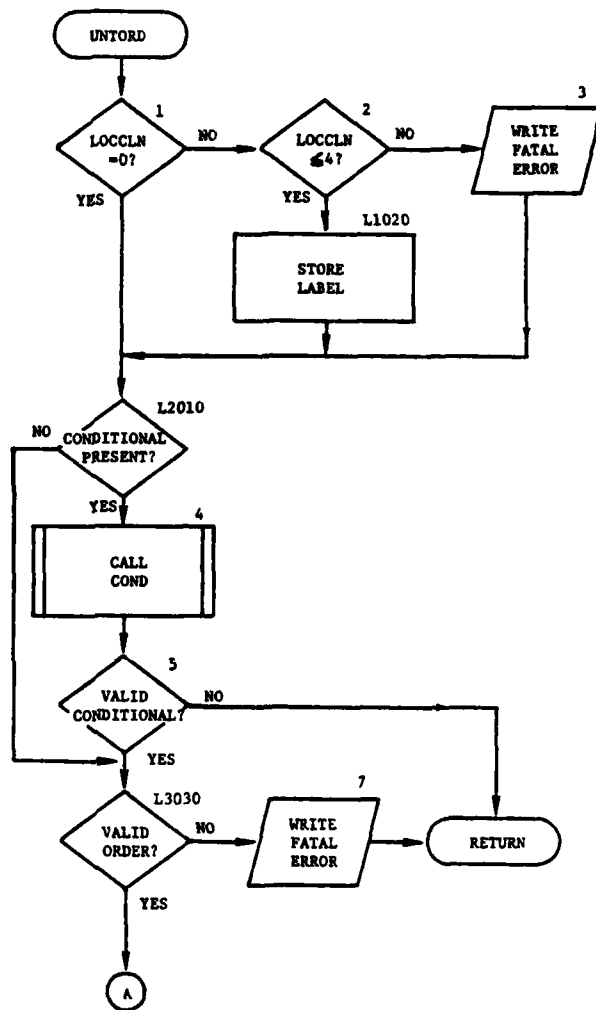 UNTORD
1
LOCCLN
=0?
NO
YES
2
LOCCLN
≤4?
NO
YES
3
WRITE
FATAL
ERROR
L1020
STORE
LABEL
L2010
CONDITIONAL
PRESENT?
NO
YES
4
CALL
COND
5
VALID
CONDITIONAL?
NO
YES
L3030
VALID
ORDER?
NO
YES
7
WRITE
FATAL
ERROR
RETURN
A